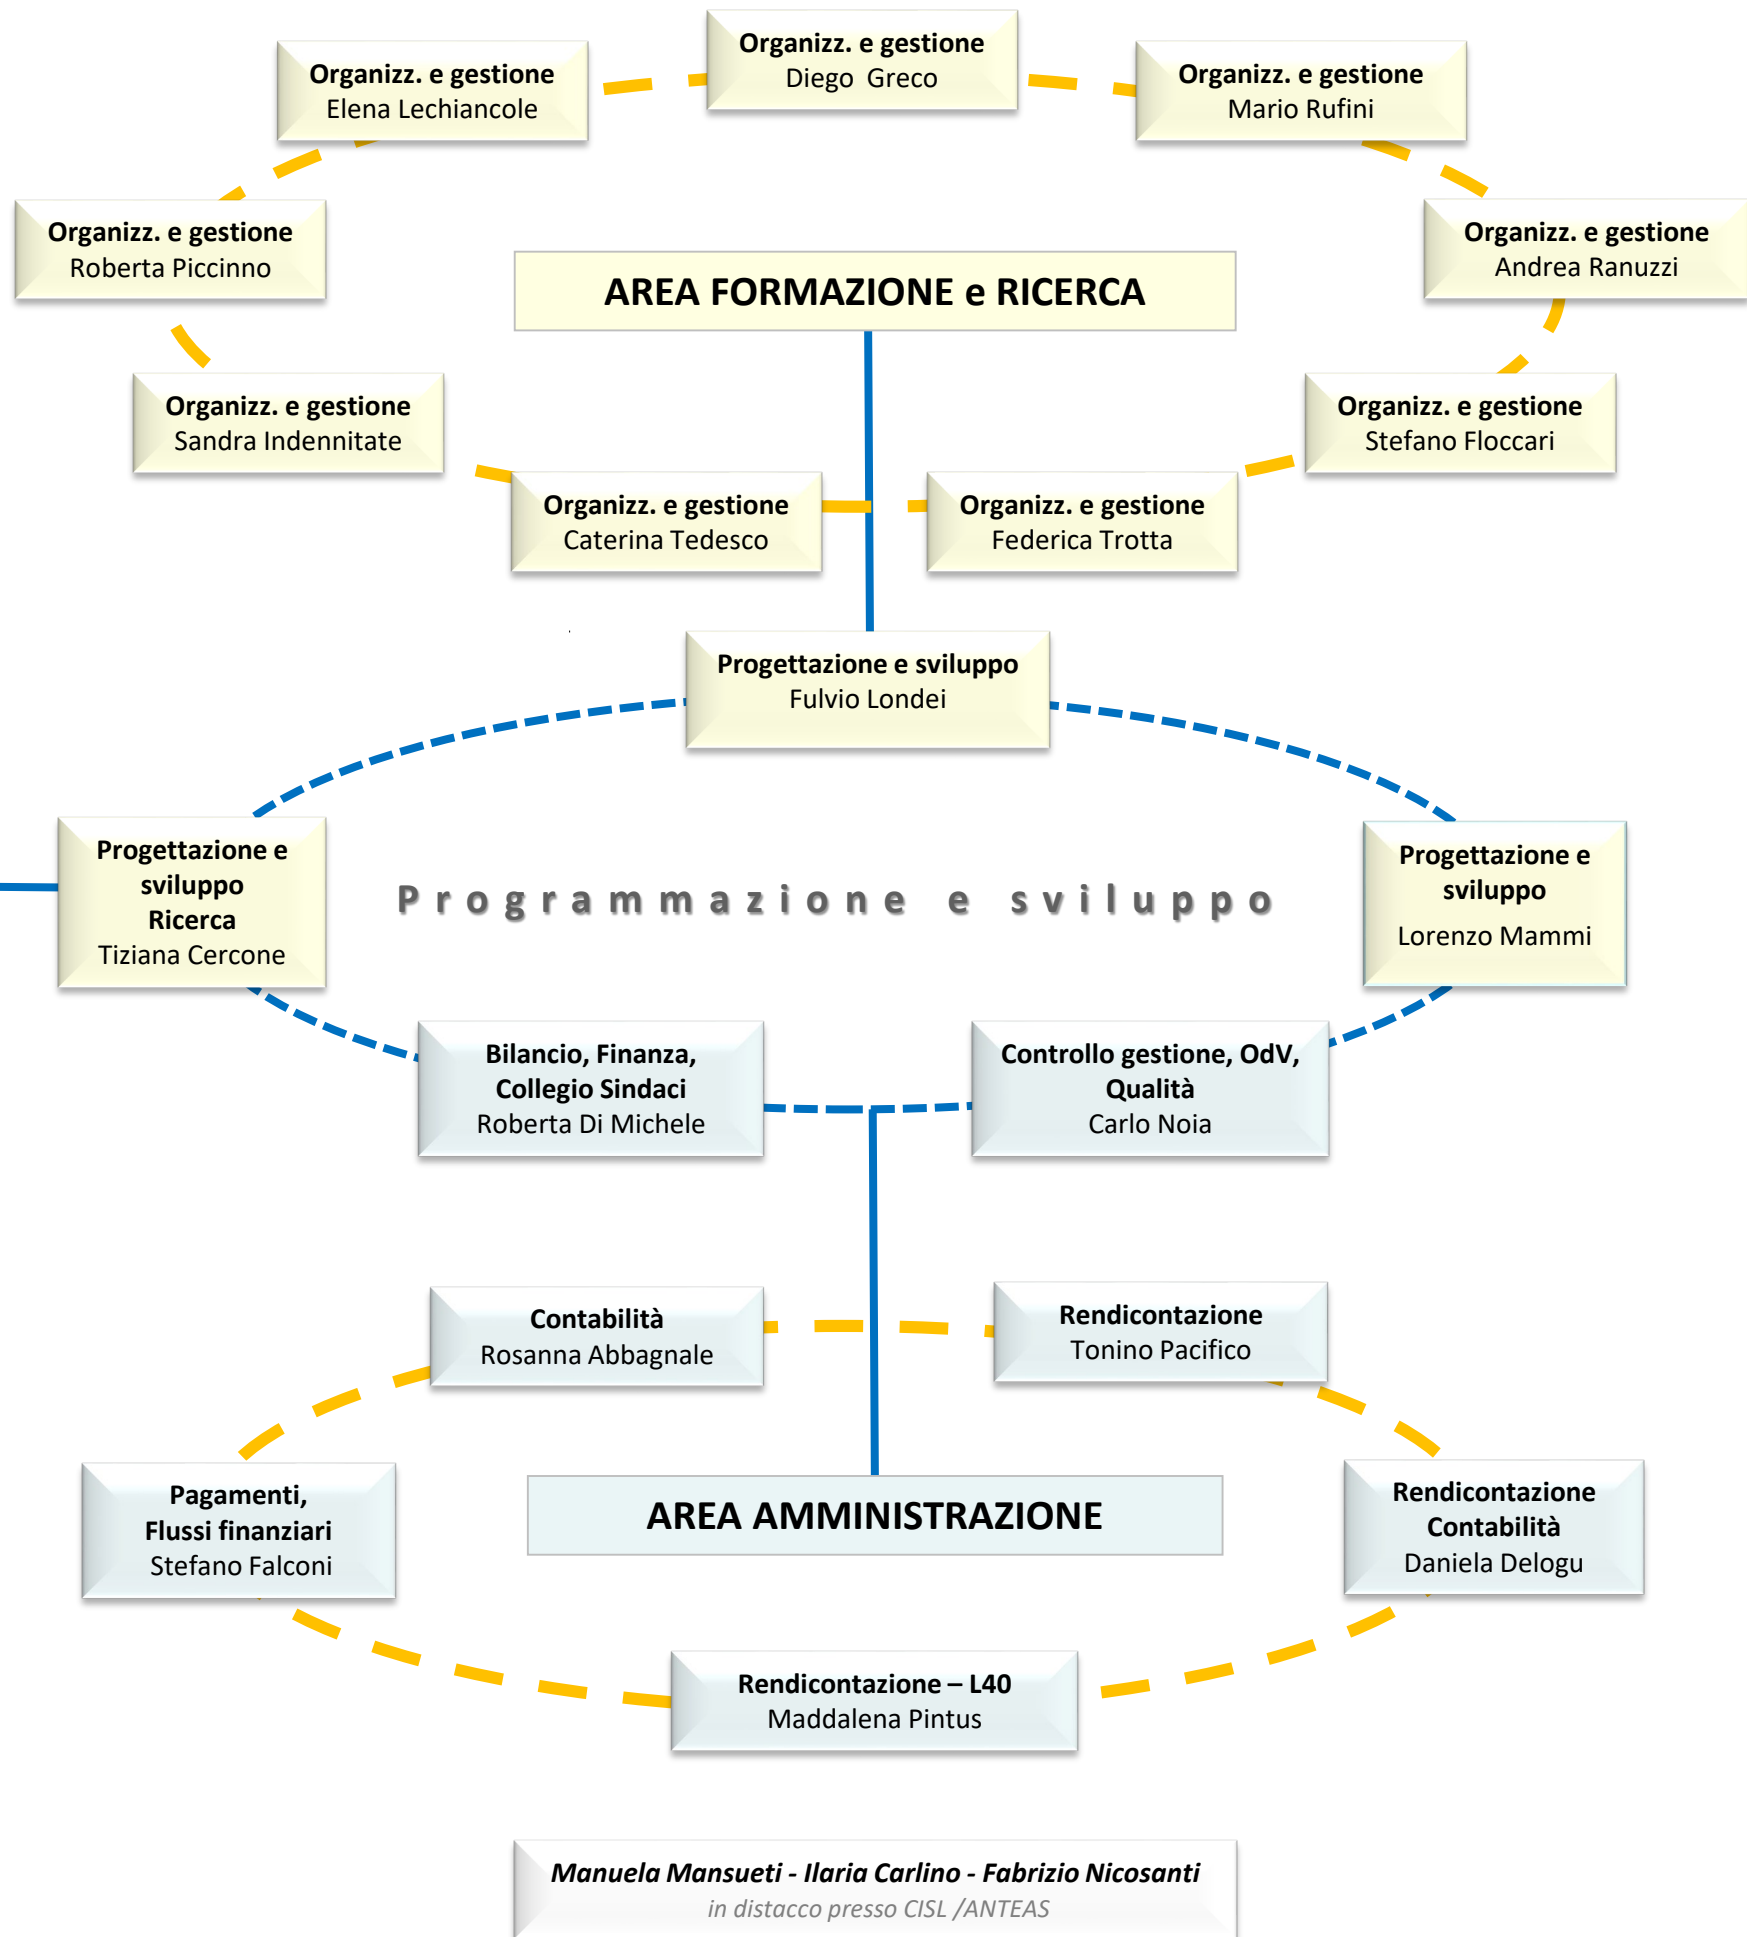 Organizz. e gestione
Diego Greco
Organizz. e gestione
Elena Lechiancole
Organizz. e gestione
Mario Rufini
Organizz. e gestione
Roberta Piccinno
Organizz. e gestione
Andrea Ranuzzi
AREA FORMAZIONE e RICERCA
Organizz. e gestione
Sandra Indennitate
Organizz. e gestione
Stefano Floccari
Organizz. e gestione
Caterina Tedesco
Organizz. e gestione
Federica Trotta
Progettazione e sviluppo
Fulvio Londei
Progettazione e
sviluppo
Ricerca
Tiziana Cercone
Programmazione e sviluppo
Progettazione e
sviluppo
Lorenzo Mammi
Bilancio, Finanza,
Collegio Sindaci
Roberta Di Michele
Controllo gestione, OdV,
Qualità
Carlo Noia
Contabilità
Rosanna Abbagnale
Rendicontazione
Tonino Pacifico
Pagamenti,
Flussi finanziari
Stefano Falconi
AREA AMMINISTRAZIONE
Rendicontazione
Contabilità
Daniela Delogu
Rendicontazione – L40
Maddalena Pintus
Manuela Mansueti - Ilaria Carlino - Fabrizio Nicosanti
in distacco presso CISL /ANTEAS